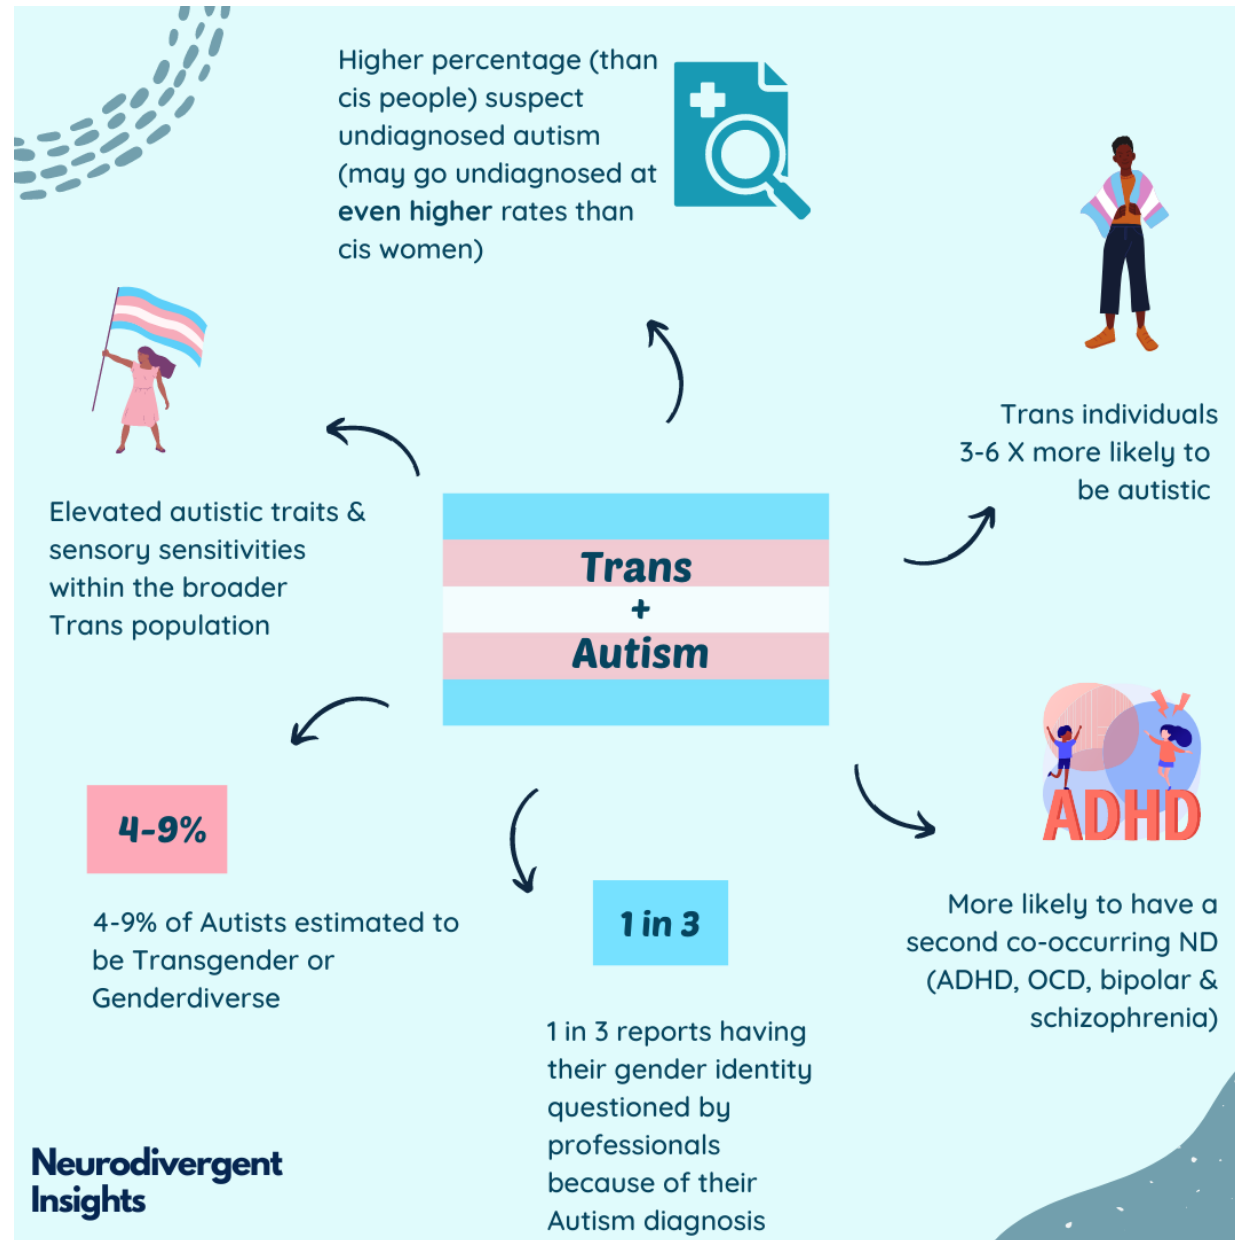 Higher percentage (than
cis people) suspect
undiagnosed autism
(may go undiagnosed at
even higher rates than
cis women)
Trans individuals
3-6 X more likely to
be autistic
Elevated autistic traits &
sensory sensitivities
within the broader
Trans population
Trans
+
Autism
ADHD
More likely to have a
second co-occurring ND
(ADHD, OCD, bipolar &
schizophrenia)
4-9%
4-9% of Autists estimated to
be Transgender or
Genderdiverse
1 in 3
1 in 3 reports having
their gender identity
questioned by
professionals
because of their
Autism diagnosis
Neurodivergent
Insights